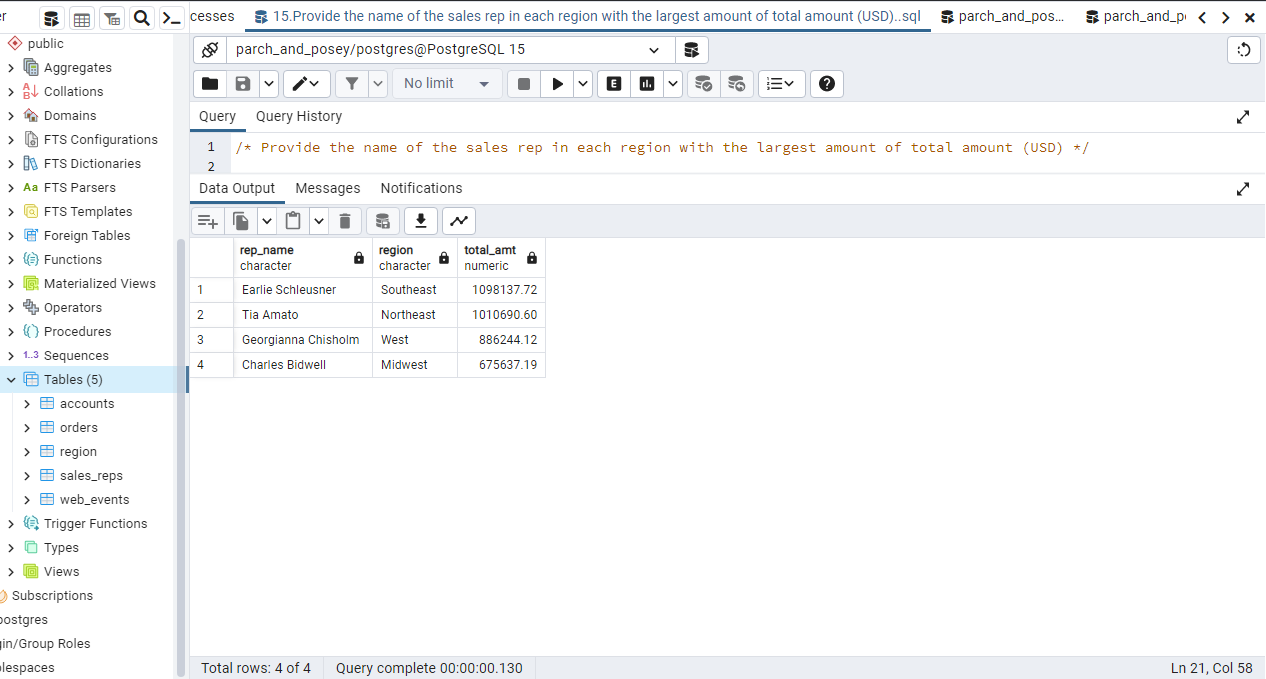 er
cesses
15.Provide the name of the sales rep in each region with the largest amount of total amount (USD)..sql
parch_and_pos...
parch_and_p
public
Aggregates
Collations
Domains
FTS Configurations
FTS Dictionaries
Aa FTS Parsers
FTS Templates
Foreign Tables
Functions
Materialized Views
Operators
Procedures
1..3 Sequences
Tables (5)
accounts
orders
region
sales_reps
web_events
Trigger Functions
Types
Views
Subscriptions
postgres
gin/Group Roles
blespaces
parch_and_posey/postgres@PostgreSQL 15
No limit
E
Query Query History
1 /* Provide the name of the sales rep in each region with the largest amount of total amount (USD) */
2
Data Output Messages Notifications
rep_name region total_amt
character character numeric
1 Earlie Schleusner Southeast 1098137.72
2 Tia Amato Northeast 1010690.60
3 Georgianna Chisholm West 886244.12
4 Charles Bidwell Midwest 675637.19
Total rows: 4 of 4 Query complete 00:00:00.130 Ln 21, Col 58